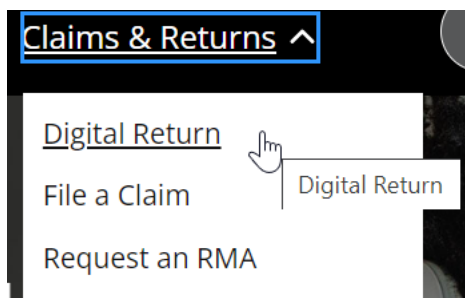 Claims & Returns
Digital Return
Digital Return
File a Claim
Request an RMA